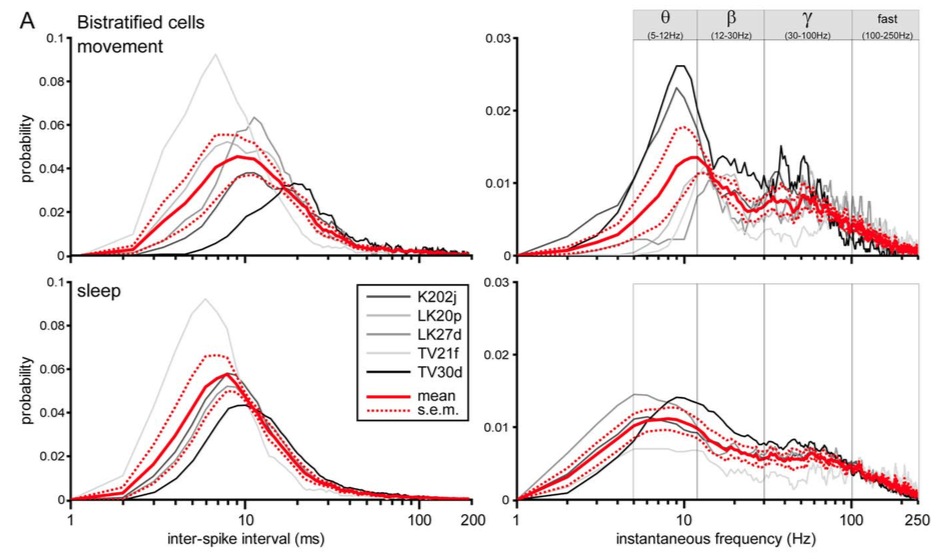 A
Bistratified cells
movement
0.1
0.08
0.06
0.04
0.02
0
probability
0.03
0.02
0.01
0
θ
(5-12Hz)
β
(12-30Hz)
γ
(30-100Hz)
fast
(100-250Hz)
sleep
0.1
0.08
0.06
0.04
0.02
0
probability
K202j
LK20p
LK27d
TV21f
TV30d
mean
s.e.m.
0.03
0.02
0.01
0
1 10 100 200
inter-spike interval (ms)
1 10 100 250
instantaneous frequency (Hz)